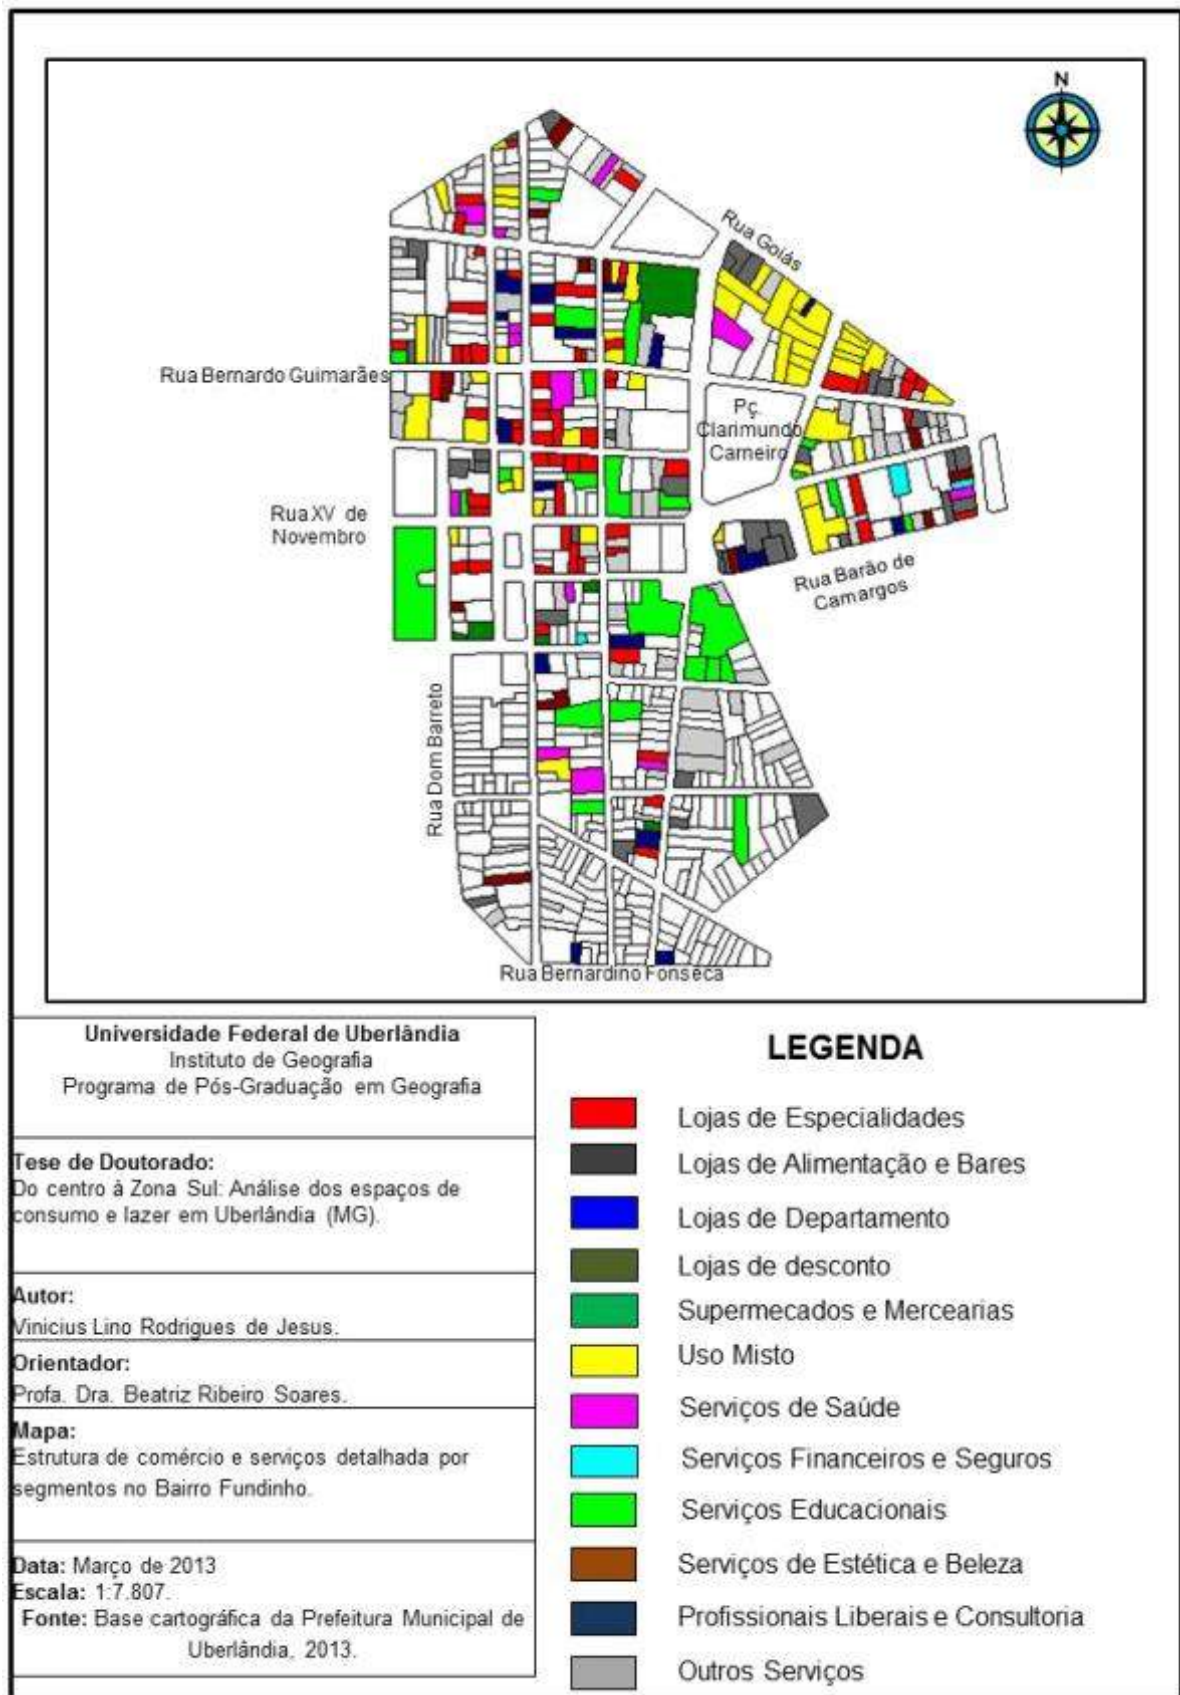 N
Rua Goiás
Rua Bernardo Guimarães
Pç.
Clarimundo
Carneiro
Rua XV de
Novembro
Rua Barão de
Camargos
Rua Dom Barreto
Rua Bernardino Fonseca
Universidade Federal de Uberlândia
Instituto de Geografia
Programa de Pós-Graduação em Geografia
Tese de Doutorado:
Do centro à Zona Sul: Análise dos espaços de
consumo e lazer em Uberlândia (MG).
Autor:
Vinicius Lino Rodrigues de Jesus.
Orientador:
Profa. Dra. Beatriz Ribeiro Soares.
Mapa:
Estrutura de comércio e serviços detalhada por
segmentos no Bairro Fundinho.
Data: Março de 2013
Escala: 1:7.807.
Fonte: Base cartográfica da Prefeitura Municipal de
Uberlândia, 2013.
LEGENDA
Lojas de Especialidades
Lojas de Alimentação e Bares
Lojas de Departamento
Lojas de desconto
Supermecados e Mercearias
Uso Misto
Serviços de Saúde
Serviços Financeiros e Seguros
Serviços Educacionais
Serviços de Estética e Beleza
Profissionais Liberais e Consultoria
Outros Serviços